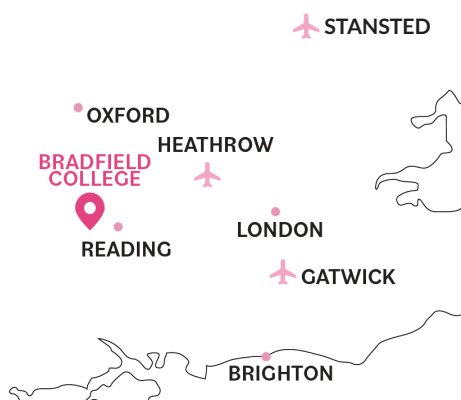 STANSTED
OXFORD
HEATHROW
BRADFIELD
COLLEGE
LONDON
READING
GATWICK
BRIGHTON